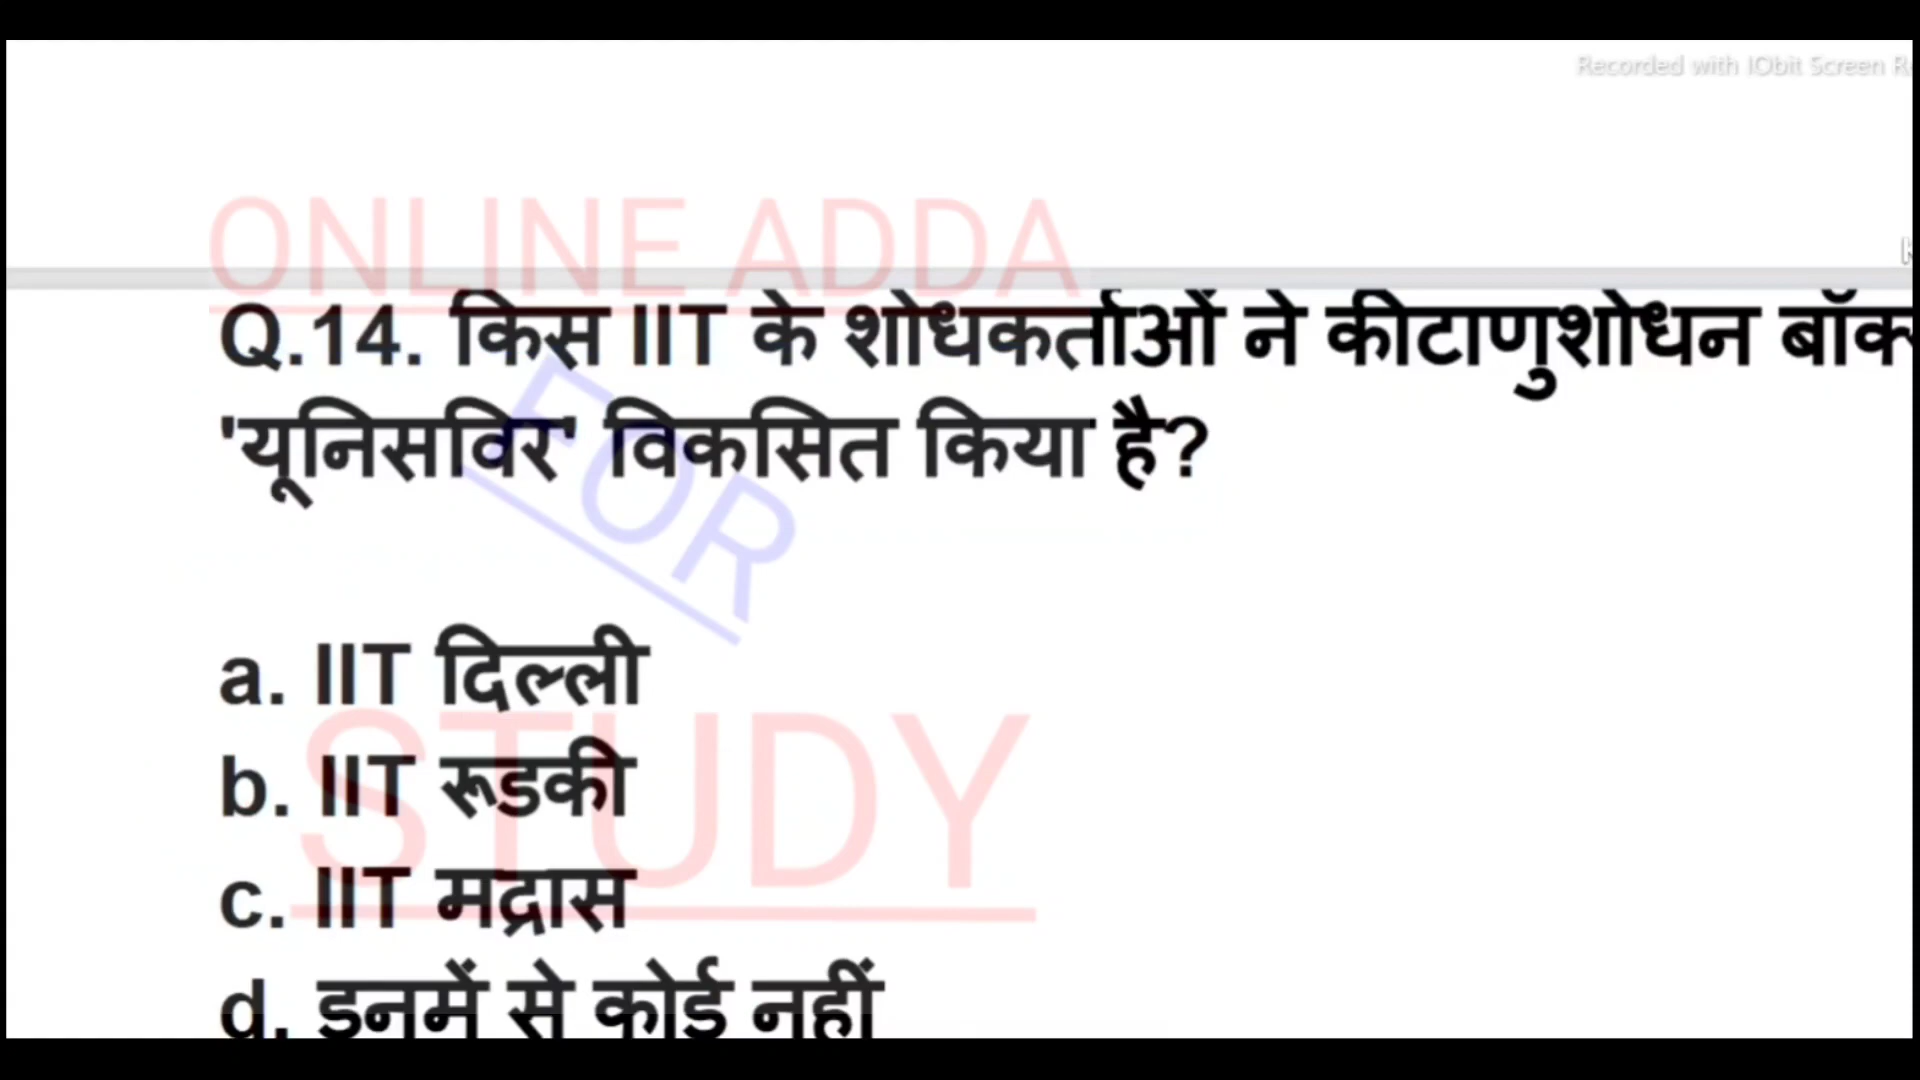 Recorded with IObit Screen
ONLINE ADDA
Q.14. किस IIT के शोधकर्ताओं ने कीटाणुशोधन
'यूनिसविर' विकसित किया है?
FOR
a. IIT दिल्ली
STUDY
b. IIT रूडकी
c. IIT मद्रास
d. इनमें से कोई नहीं